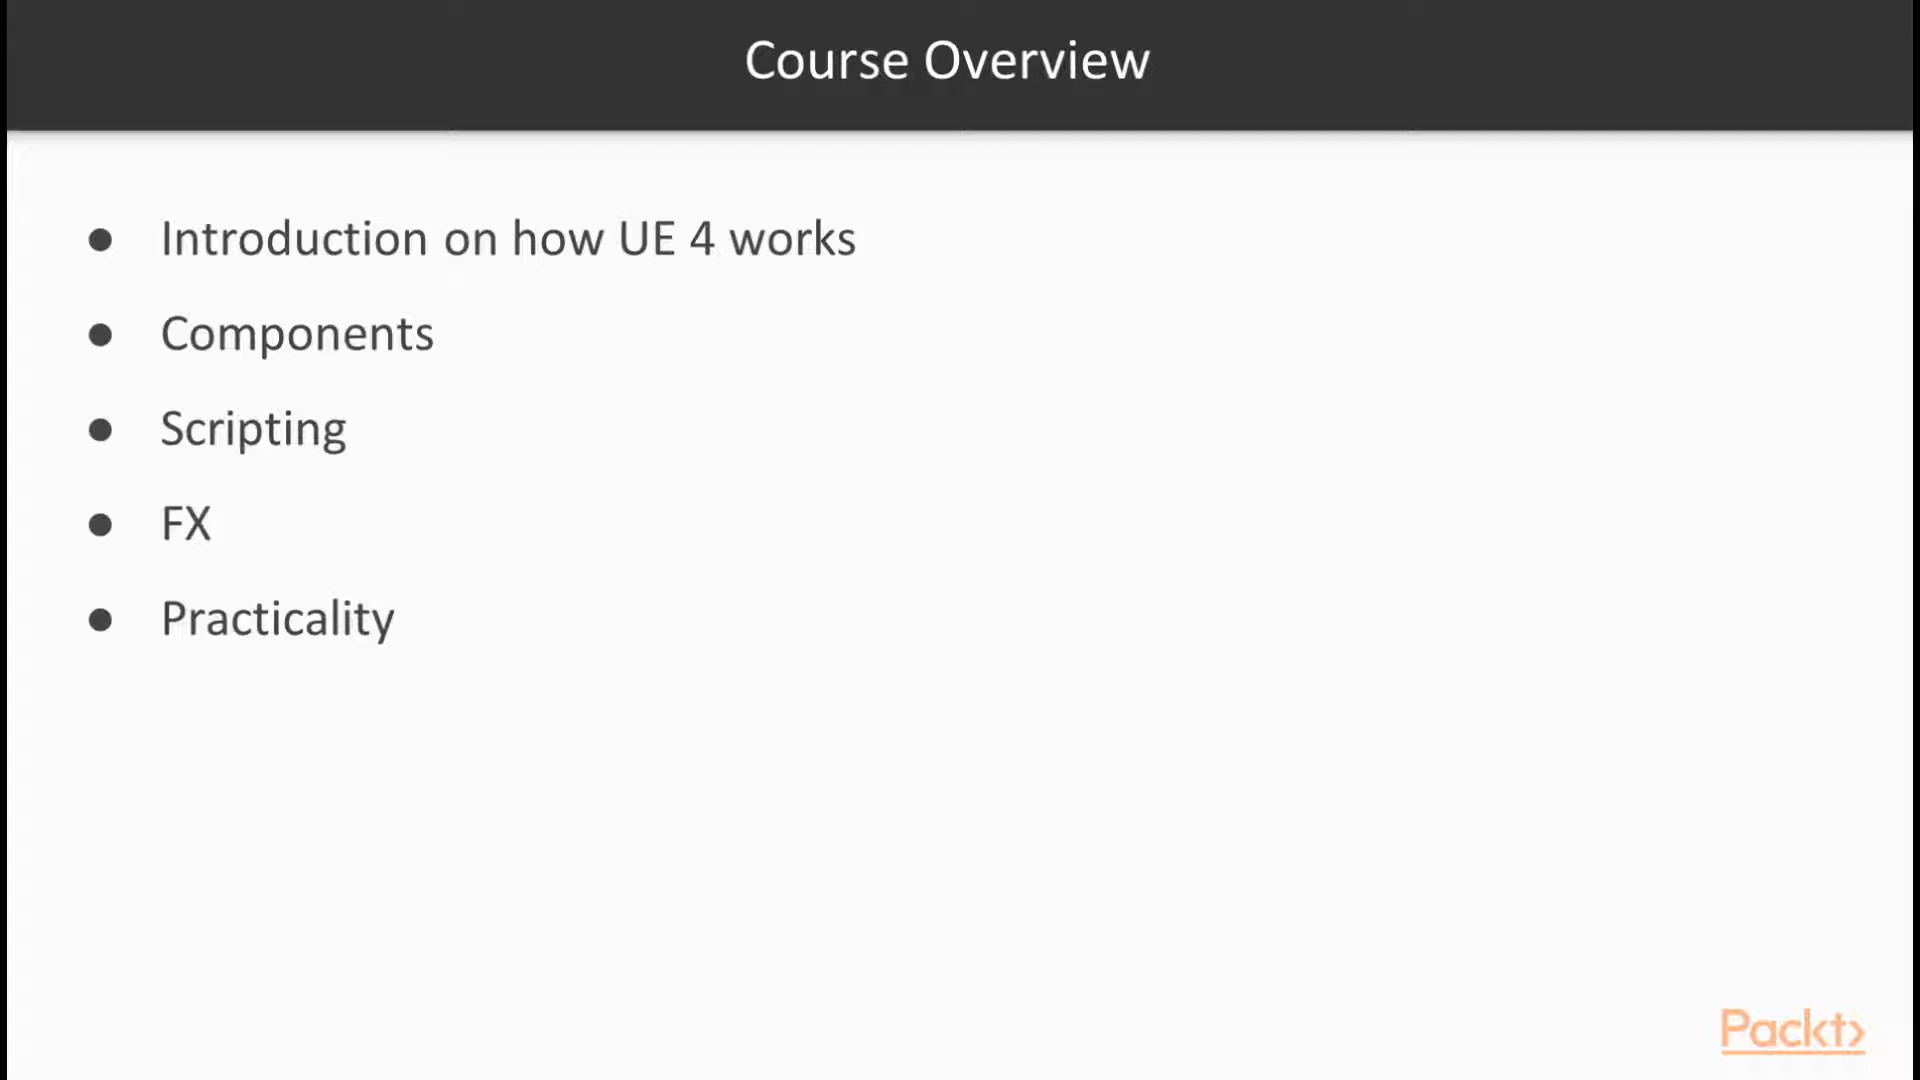 Course Overview
● Introduction on how UE 4 works
● Components
● Scripting
● FX
● Practicality
Packt>